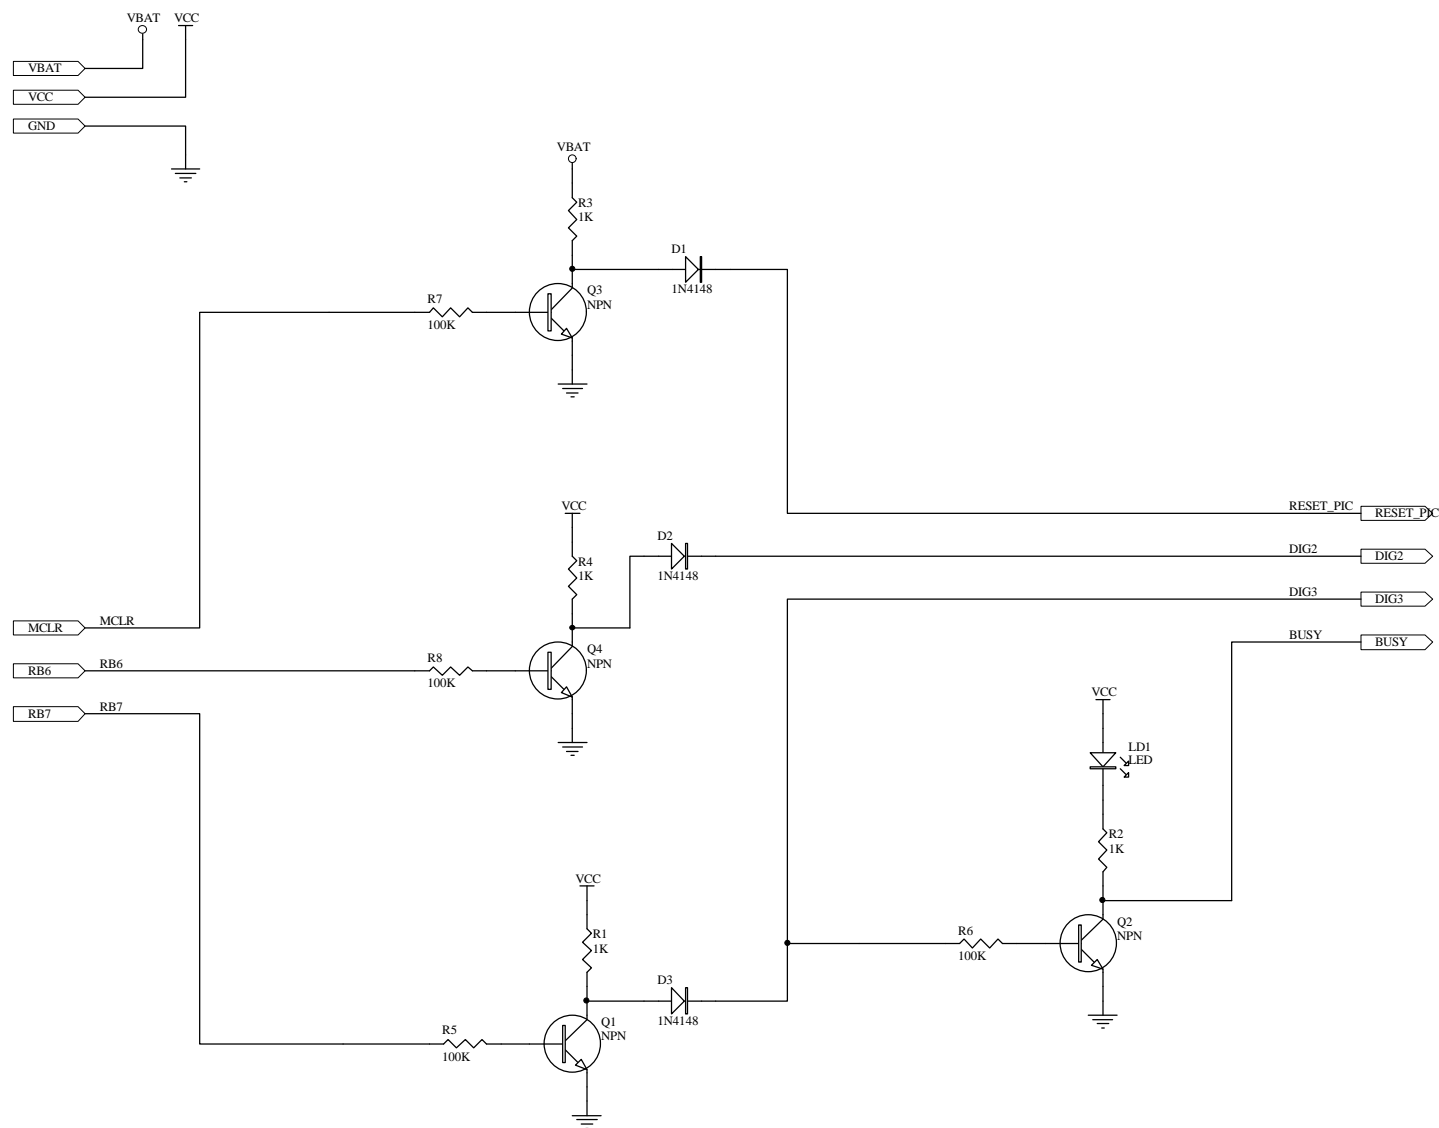 VBAT VCC
VBAT
VCC
GND
VBAT
R3
1K
D1
1N4148
Q3
NPN
R7
100K
VCC
R4
1K
D2
1N4148
RESET_PIC RESET_PIC
DIG2 DIG2
DIG3 DIG3
BUSY BUSY
MCLR MCLR
RB6 RB6
RB7 RB7
R8
100K
Q4
NPN
VCC
LD1
LED
R2
1K
VCC
R1
1K
D3
1N4148
R6
100K
Q2
NPN
R5
100K
Q1
NPN